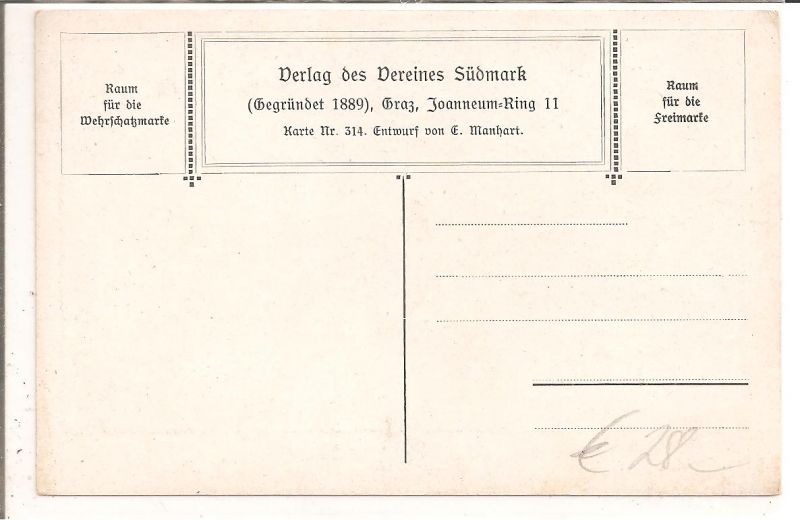 Raum
für die
Wehrschatzmarke
Verlag des Vereines Südmark
(Gegründet 1889), Graz, Joanneum-Ring 11
Karte Nr. 314. Entwurf von E. Manhart.
Raum
für die
Freimarke
€ 28-